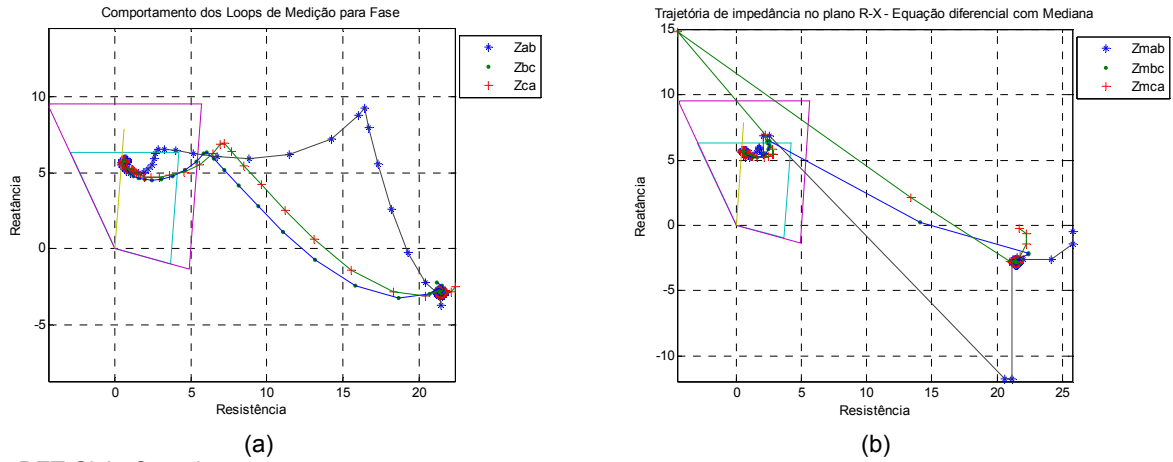 Comportamento dos Loops de Medição para Fase
Zab
Zbc
Zca
10
5
0
-5
Reatância
0
5
10
15
20
Resistência
(a)
Trajetória de impedância no plano R-X - Equação diferencial com Mediana
Zmab
Zmbc
Zmca
15
10
5
0
-5
-10
Reatância
0
5
10
15
20
25
Resistência
(b)